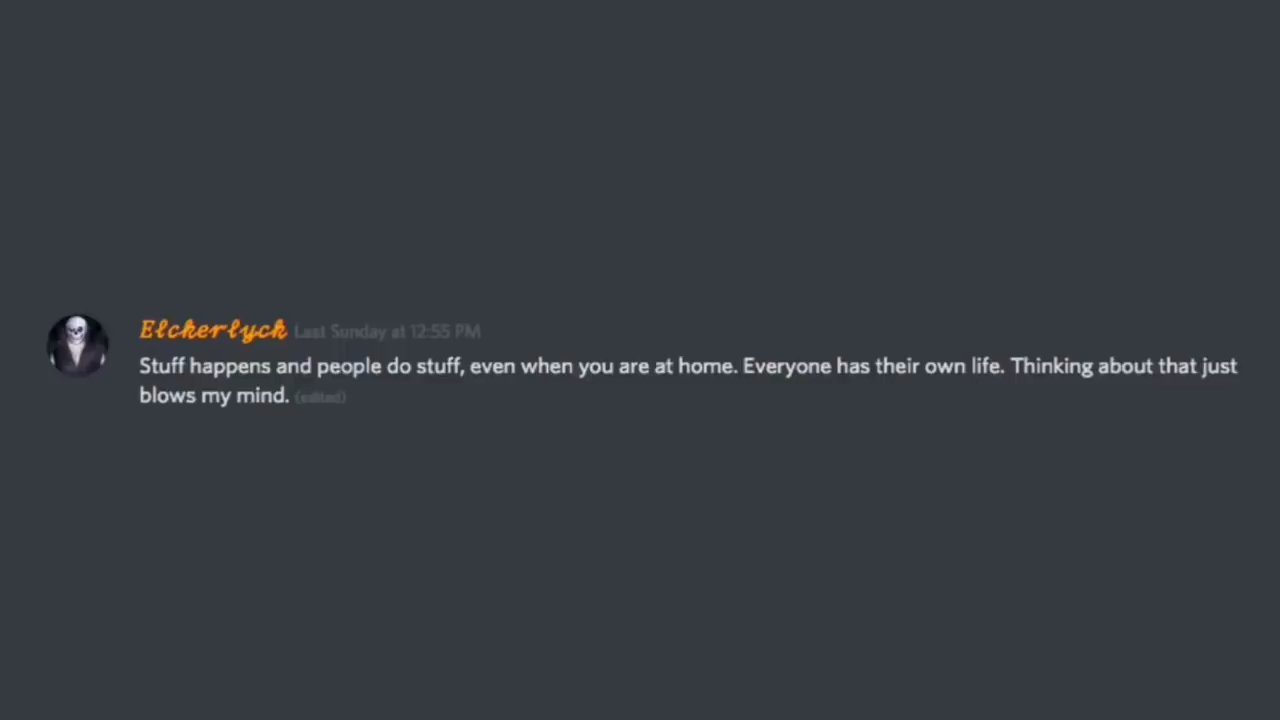 Elckerlyck Last Sunday at 12:55 PM
Stuff happens and people do stuff, even when you are at home. Everyone has their own life. Thinking about that just
blows my mind. (edited)